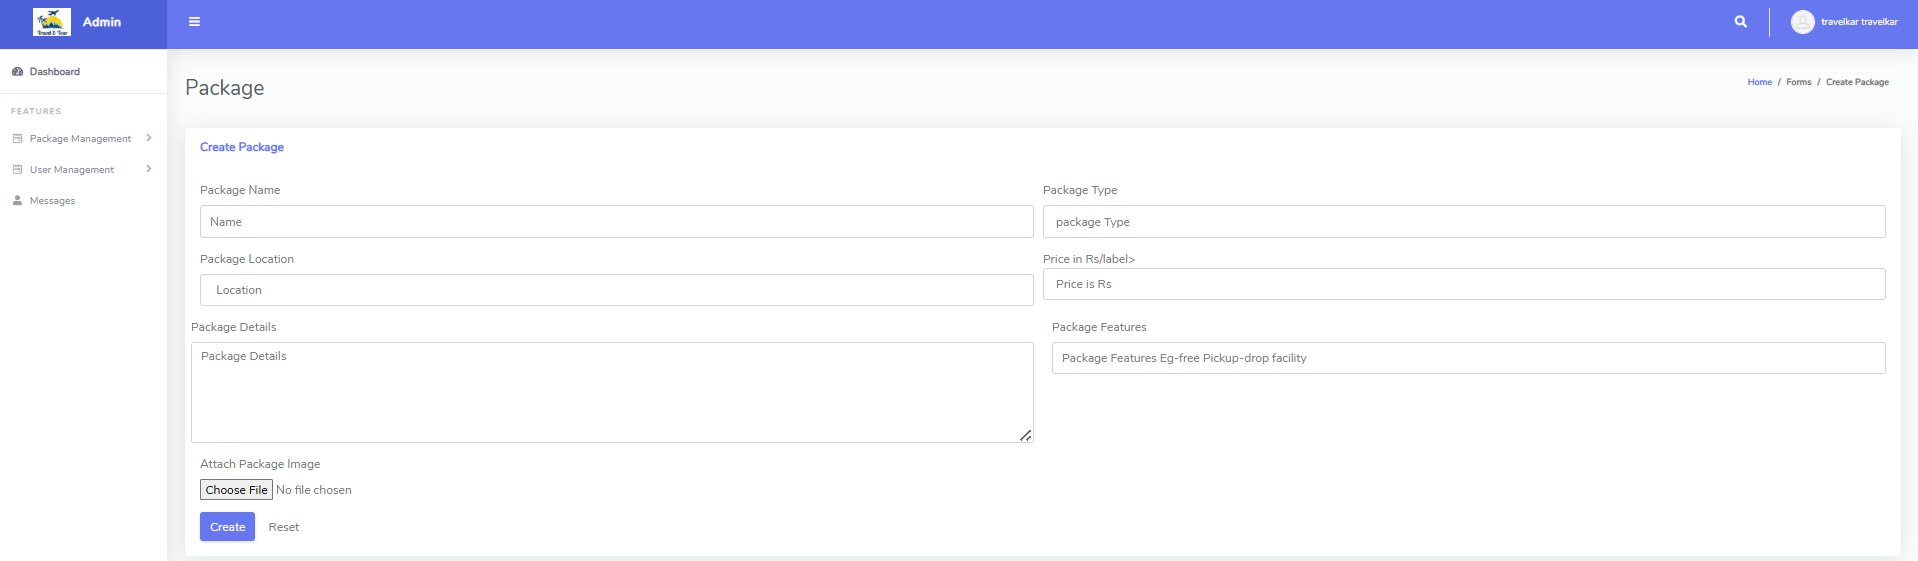 Travel & Tour
Admin
travelkar travelkar
Dashboard
FEATURES
Package Management
User Management
Messages
Package
Home / Forms / Create Package
Create Package
Package Name
Name
Package Type
package Type
Package Location
Location
Price in Rs/label>
Price is Rs
Package Details
Package Details
Package Features
Package Features Eg-free Pickup-drop facility
Attach Package Image
Choose File No file chosen
Create
Reset